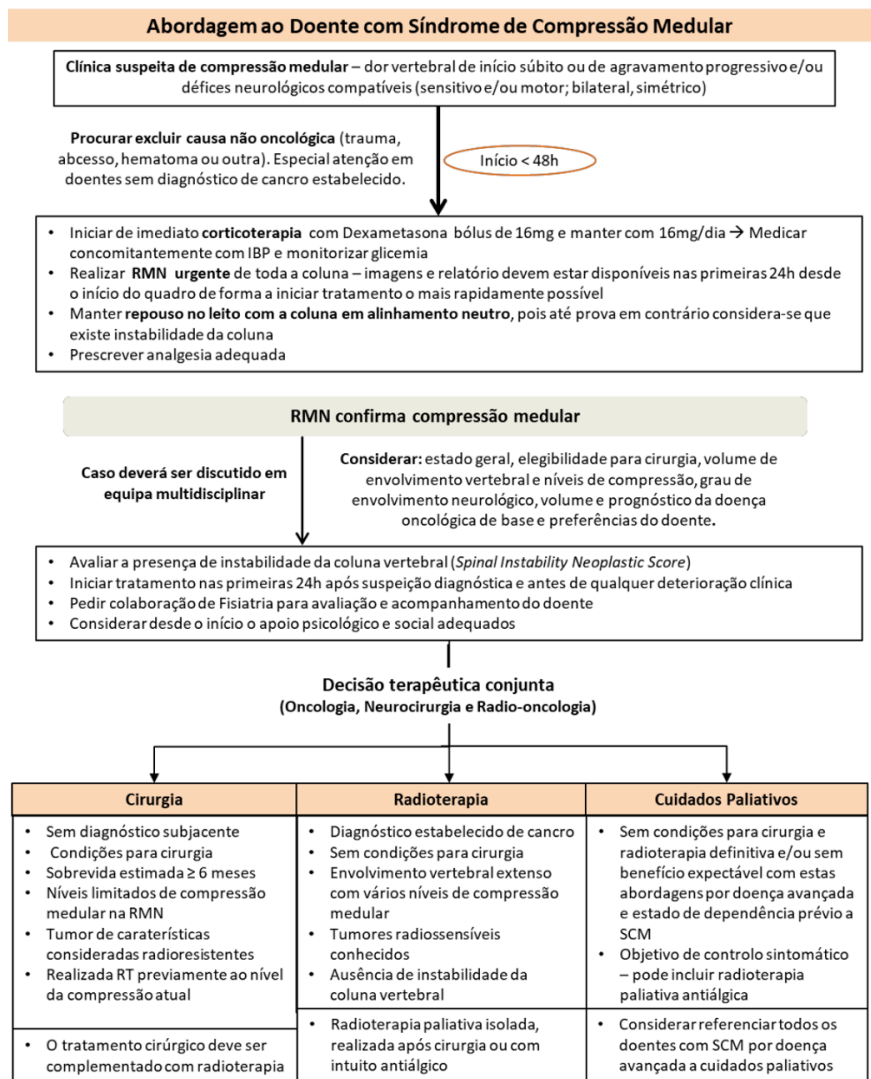 Abordagem ao Doente com Síndrome de Compressão Medular
Clínica suspeita de compressão medular – dor vertebral de início súbito ou de agravamento progressivo e/ou
défices neurológicos compatíveis (sensitivo e/ou motor; bilateral, simétrico)
Procurar excluir causa não oncológica (trauma,
abcesso, hematoma ou outra). Especial atenção em
doentes sem diagnóstico de cancro estabelecido.
Início < 48h
• Iniciar de imediato corticoterapia com Dexametasona bólus de 16mg e manter com 16mg/dia → Medicar
concomitantemente com IBP e monitorizar glicemia
• Realizar RMN urgente de toda a coluna – imagens e relatório devem estar disponíveis nas primeiras 24h desde
o início do quadro de forma a iniciar tratamento o mais rapidamente possível
• Manter repouso no leito com a coluna em alinhamento neutro, pois até prova em contrário considera-se que
existe instabilidade da coluna
• Prescrever analgesia adequada
RMN confirma compressão medular
Caso deverá ser discutido em
equipa multidisciplinar
Considerar: estado geral, elegibilidade para cirurgia, volume de
envolvimento vertebral e níveis de compressão, grau de
envolvimento neurológico, volume e prognóstico da doença
oncológica de base e preferências do doente.
• Avaliar a presença de instabilidade da coluna vertebral (Spinal Instability Neoplastic Score)
• Iniciar tratamento nas primeiras 24h após suspeição diagnóstica e antes de qualquer deterioração clínica
• Pedir colaboração de Fisiatria para avaliação e acompanhamento do doente
• Considerar desde o início o apoio psicológico e social adequados
Decisão terapêutica conjunta
(Oncologia, Neurocirurgia e Radio-oncologia)
Cirurgia
• Sem diagnóstico subjacente
• Condições para cirurgia
• Sobrevida estimada ≥ 6 meses
• Níveis limitados de compressão
medular na RMN
• Tumor de caraterísticas
consideradas radioresistentes
• Realizada RT previamente ao nível
da compressão atual
• O tratamento cirúrgico deve ser
complementado com radioterapia
Radioterapia
• Diagnóstico estabelecido de cancro
• Sem condições para cirurgia
• Envolvimento vertebral extenso
com vários níveis de compressão
medular
• Tumores radiossensíveis
conhecidos
• Ausência de instabilidade da
coluna vertebral
• Radioterapia paliativa isolada,
realizada após cirurgia ou com
intuito antiálgico
Cuidados Paliativos
• Sem condições para cirurgia e
radioterapia definitiva e/ou sem
benefício expectável com estas
abordagens por doença avançada
e estado de dependência prévio a
SCM
• Objetivo de controlo sintomático
– pode incluir radioterapia
paliativa antiálgica
• Considerar referenciar todos os
doentes com SCM por doença
avançada a cuidados paliativos